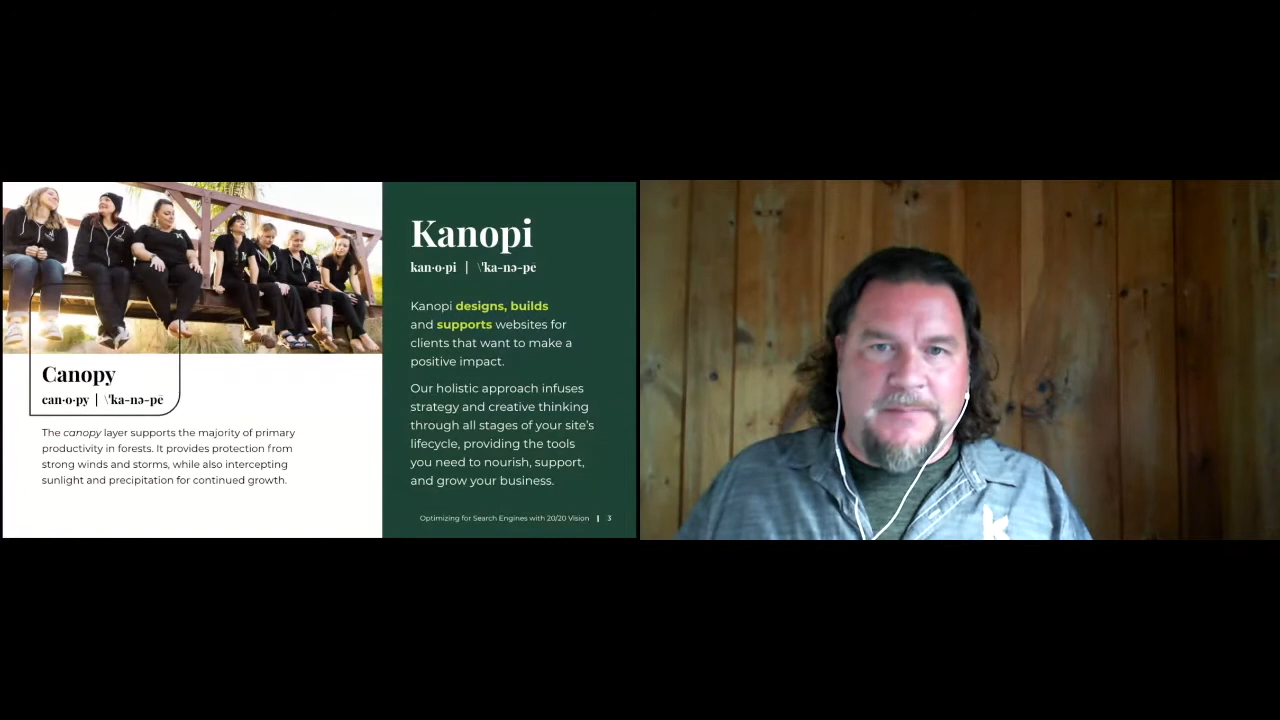 Canopy
can·o·py | \'ka-nə-pē
The canopy layer supports the majority of primary
productivity in forests. It provides protection from
strong winds and storms, while also intercepting
sunlight and precipitation for continued growth.
Kanopi
kan·o·pi | \'ka-nə-pē
Kanopi designs, builds
and supports websites for
clients that want to make a
positive impact.
Our holistic approach infuses
strategy and creative thinking
through all stages of your site's
lifecycle, providing the tools
you need to nourish, support,
and grow your business.
Optimizing for Search Engines with 20/20 Vision | 3